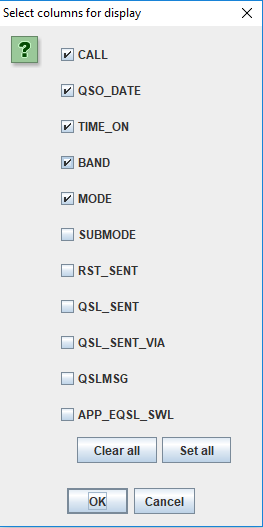 Select columns for display
CALL
QSO_DATE
TIME_ON
BAND
MODE
SUBMODE
RST_SENT
QSL_SENT
QSL_SENT_VIA
QSLMSG
APP_EQSL_SWL
Clear all Set all
OK Cancel